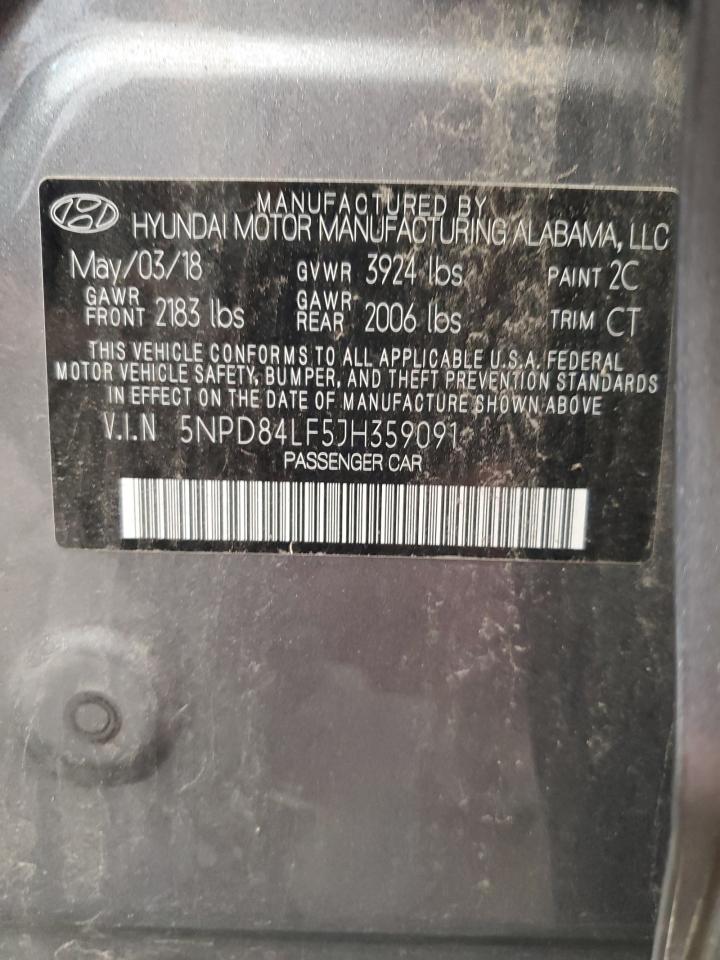 MANUFACTURED BY
HYUNDAI MOTOR MANUFACTURING ALABAMA, LLC
May/03/18 GVWR 3924 lbs PAINT 2C
GAWR FRONT 2183 lbs GAWR REAR 2006 lbs TRIM CT
THIS VEHICLE CONFORMS TO ALL APPLICABLE U.S.A. FEDERAL
MOTOR VEHICLE SAFETY, BUMPER, AND THEFT PREVENTION STANDARDS
IN EFFECT ON THE DATE OF MANUFACTURE SHOWN ABOVE
V.I.N 5NPD84LF5JH359091
PASSENGER CAR